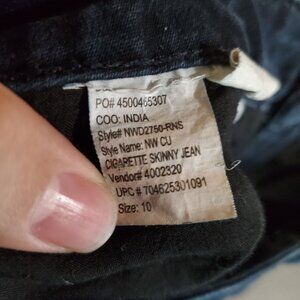 PO# 4500465307
COO: INDIA
Style# NWD2750-RNS
Style Name: NW CU
CIGARETTE SKINNY JEAN
Vendor# 4002320
UPC # 704625301091
Size: 10